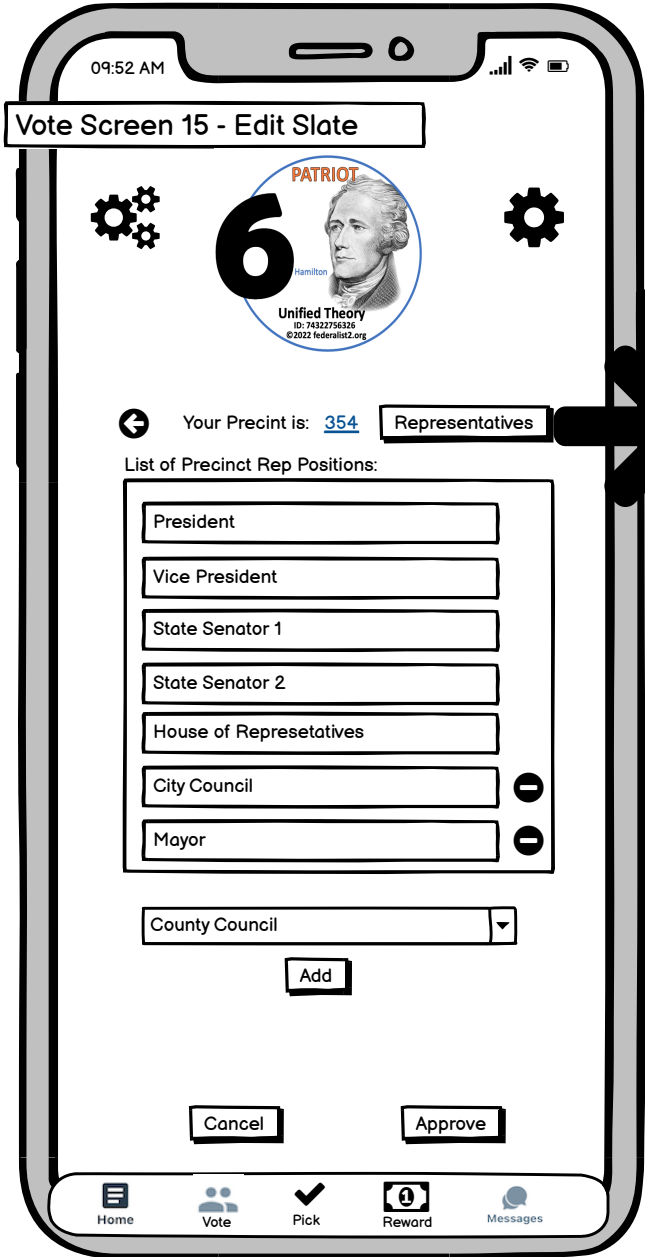 09:52 AM
Vote Screen 15 - Edit Slate
PATRIOT
6
Hamilton
Unified Theory
ID: 74322756326
©2022 federalist2.org
Your Precint is: 354 Representatives
List of Precinct Rep Positions:
President
Vice President
State Senator 1
State Senator 2
House of Represetatives
City Council
Mayor
County Council
Add
Cancel Approve
1
Home Vote Pick Reward Messages